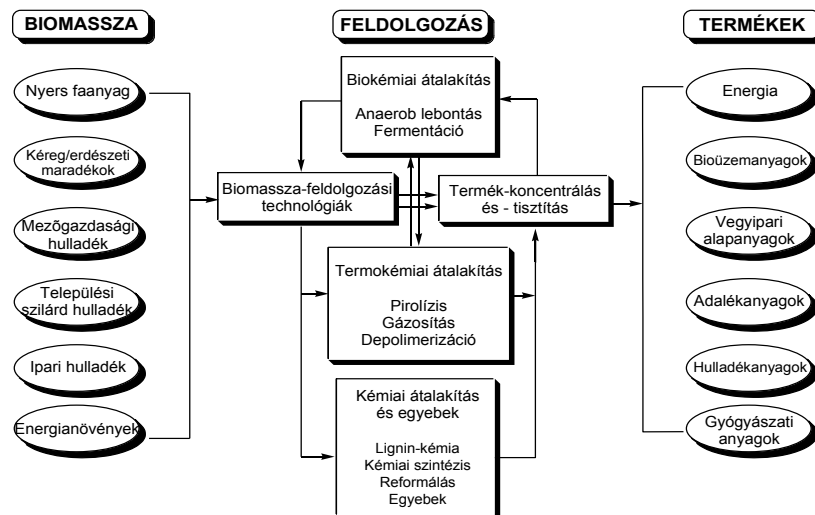 BIOMASSZA
Nyers faanyag
Kéreg/erdészeti
maradékok
Mezõgazdasági
hulladék
Települési
szilárd hulladék
Ipari hulladék
Energianövények
FELDOLGOZÁS
Biokémiai átalakítás
Anaerob lebontás
Fermentáció
Biomassza-feldolgozási
technológiák
Termék-koncentrálás
és - tisztítás
Termokémiai átalakítás
Pirolízis
Gázosítás
Depolimerizáció
Kémiai átalakítás
és egyebek
Lignin-kémia
Kémiai szintézis
Reformálás
Egyebek
TERMÉKEK
Energia
Bioüzemanyagok
Vegyipari
alapanyagok
Adalékanyagok
Hulladékanyagok
Gyógyászati
anyagok